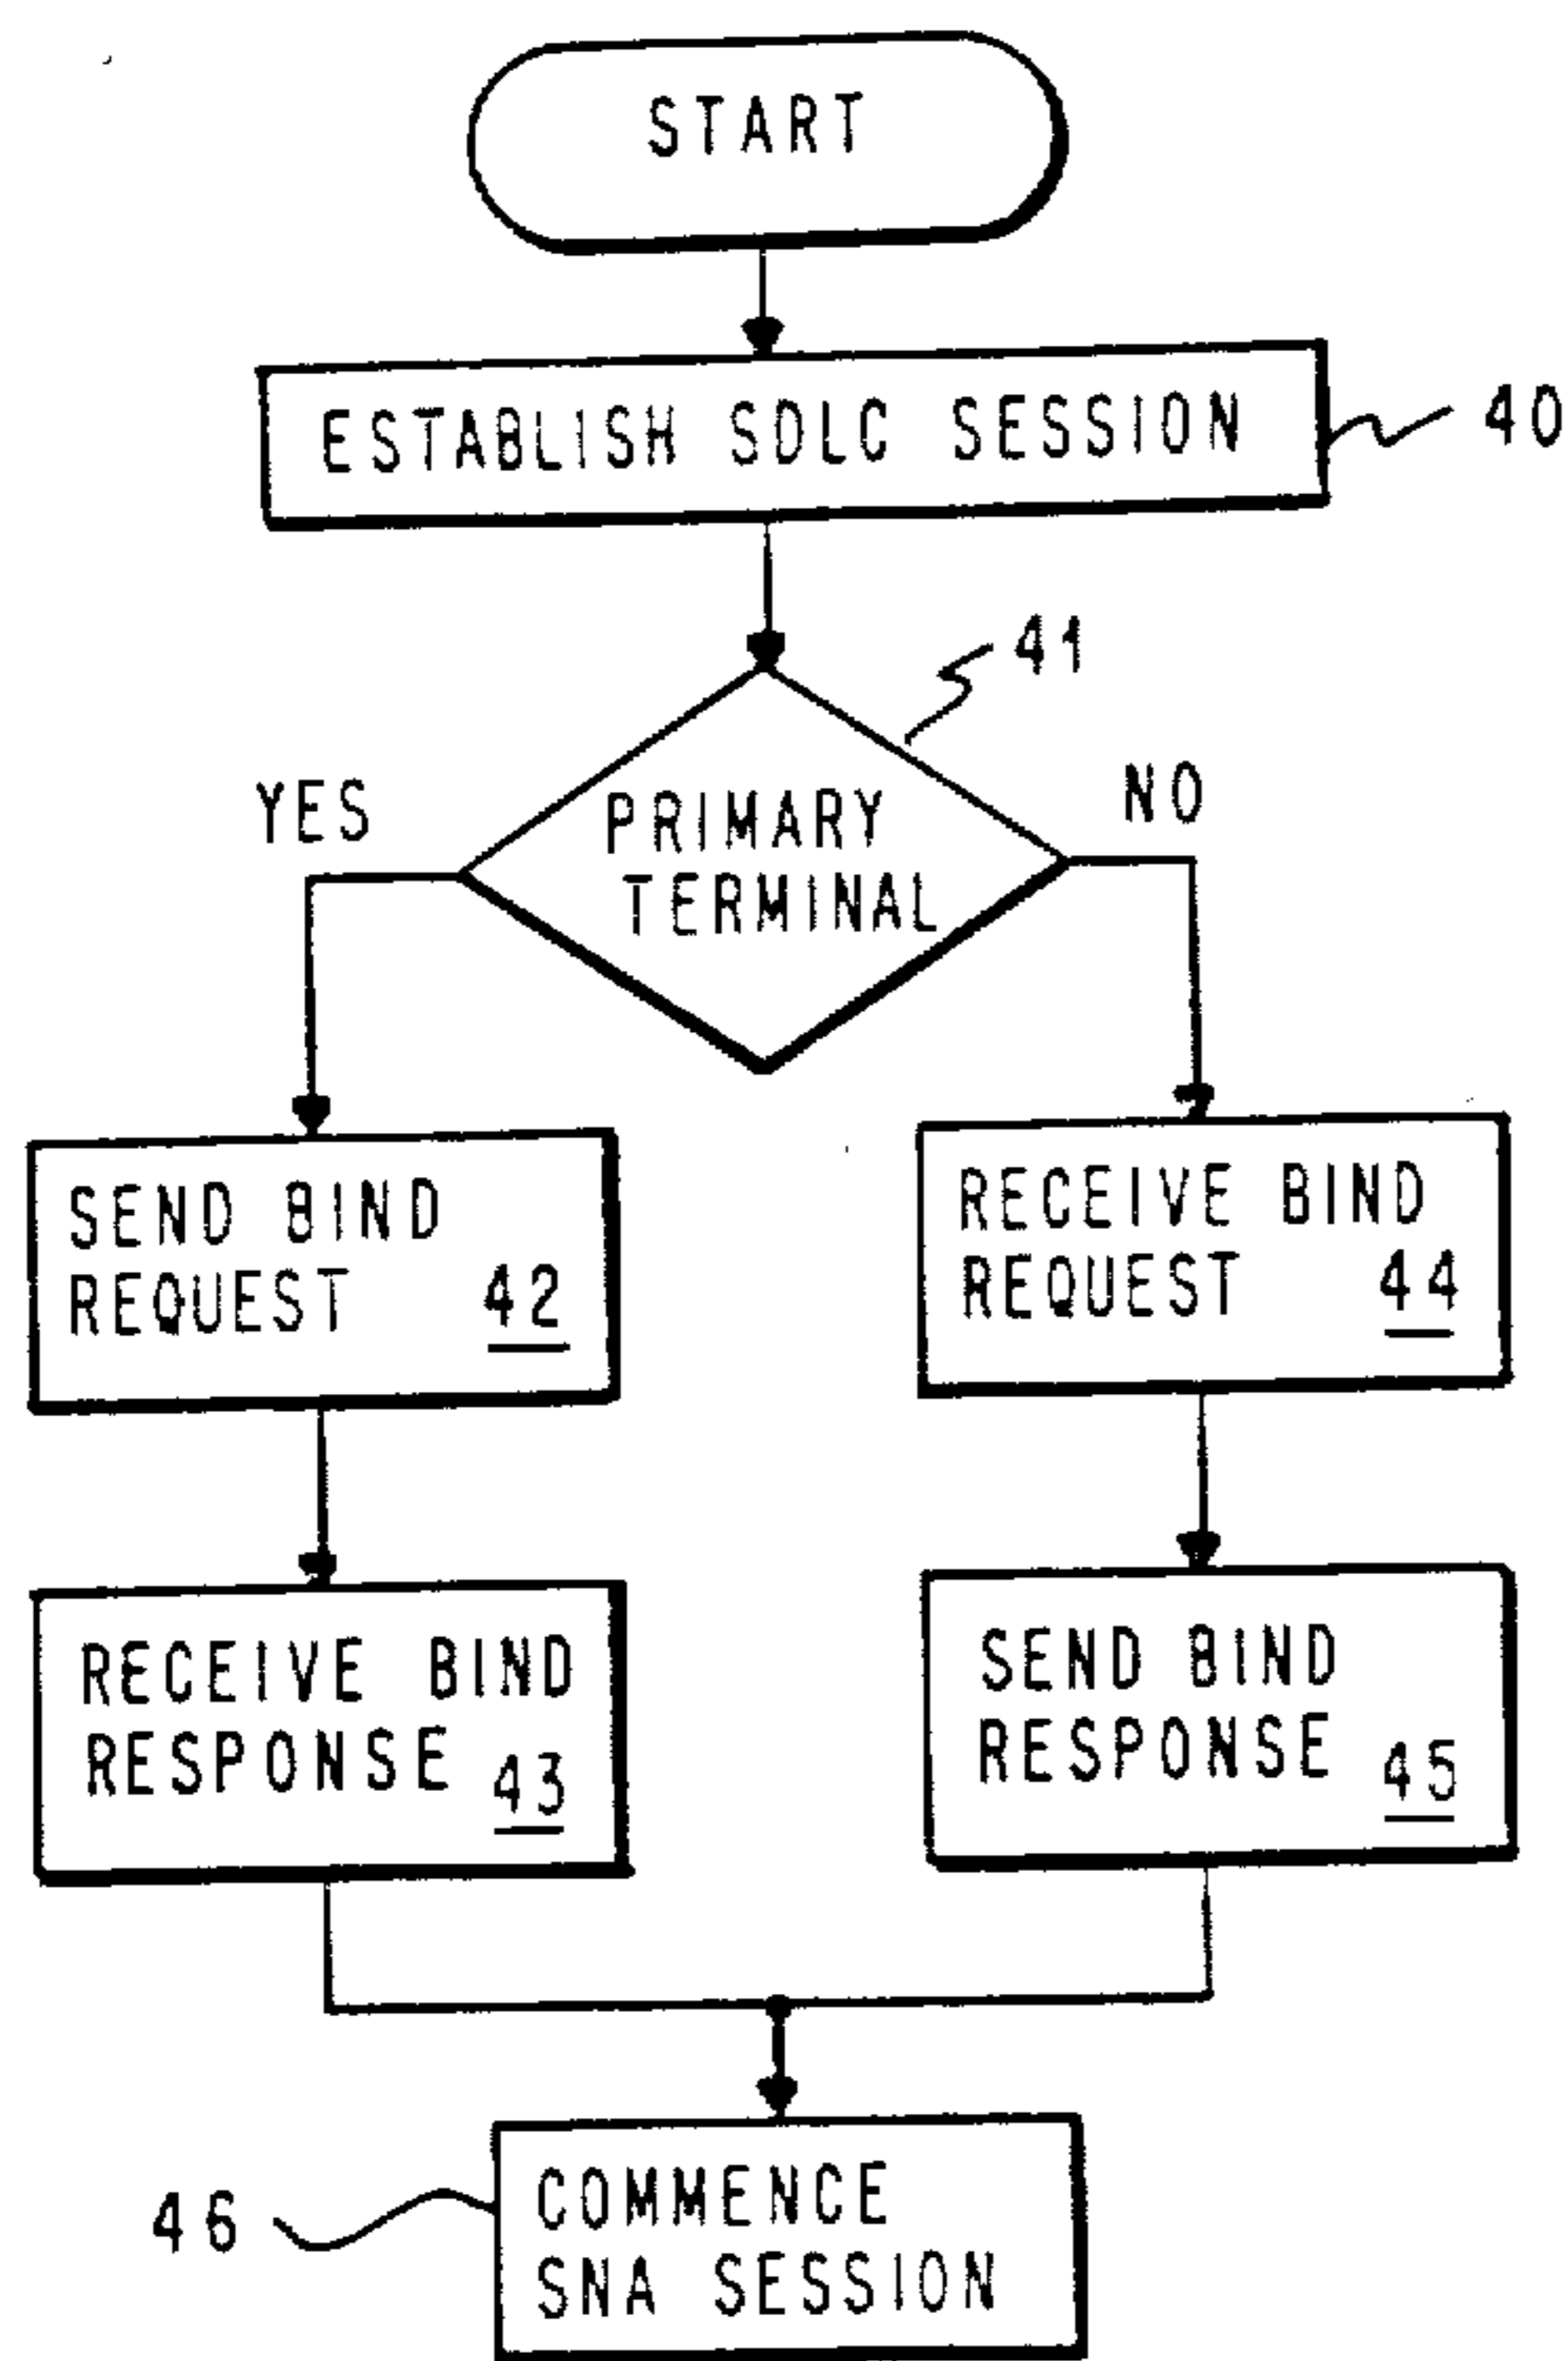 START
ESTABLISH SDLC SESSION
40
41
YES
NO
PRIMARY
TERMINAL
SEND BIND
REQUEST 42
RECEIVE BIND
REQUEST 44
RECEIVE BIND
RESPONSE 43
SEND BIND
RESPONSE 45
46
COMMENCE
SNA SESSION